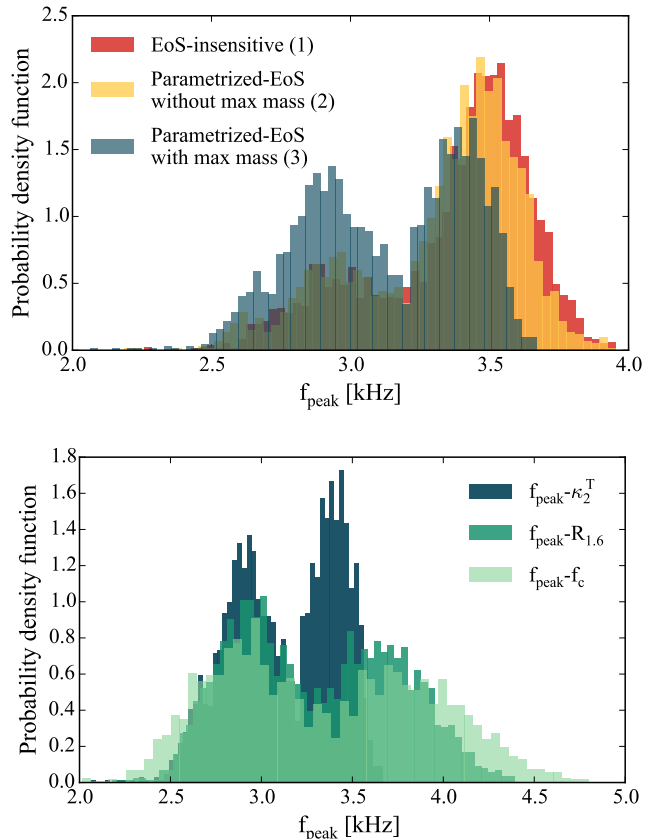 2.5
2.0
1.5
1.0
0.5
0.0
Probability density function
EoS-insensitive (1)
Parametrized-EoS
without max mass (2)
Parametrized-EoS
with max mass (3)
2.0 2.5 3.0 3.5 4.0
f_peak [kHz]
1.8
1.6
1.4
1.2
1.0
0.8
0.6
0.4
0.2
0.0
Probability density function
f_peak-κ_2^T
f_peak-R_1.6
f_peak-f_c
2.0 2.5 3.0 3.5 4.0 4.5 5.0
f_peak [kHz]